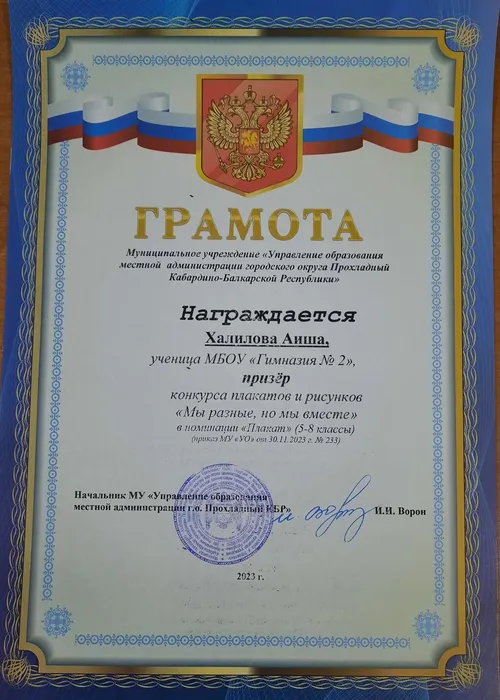 ГРАМОТА
Муниципальное учреждение «Управление образования
местной администрации городского округа Прохладный
Кабардино-Балкарской Республики»
Награждается
Халилова Аиша,
ученица МБОУ «Гимназия № 2»,
призёр
конкурса плакатов и рисунков
«Мы разные, но мы вместе»
в номинации «Плакат» (5-8 классы)
(приказ МУ «УО» от 30.11.2023 г. № 233)
Начальник МУ «Управление образования
местной администрации г.о. Прохладный КБР»
И.И. Ворон
2023 г.